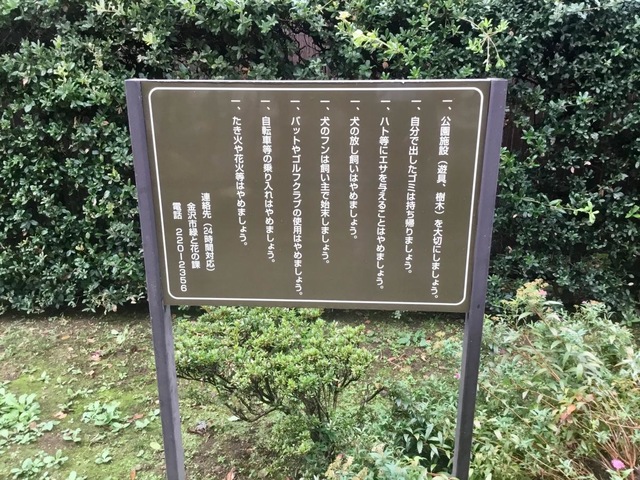 一、公園施設（遊具、樹木）を大切にしましょう。
一、自分で出したゴミは持ち帰りましょう。
一、ハト等にエサを与えることはやめましょう。
一、犬の放し飼いはやめましょう。
一、犬のフンは飼い主で始末しましょう。
一、バットやゴルフクラブの使用はやめましょう。
一、自転車等の乗り入れはやめましょう。
一、たき火や花火等はやめましょう。
連絡先（24時間対応）
金沢市緑と花の課
電話 220-2356